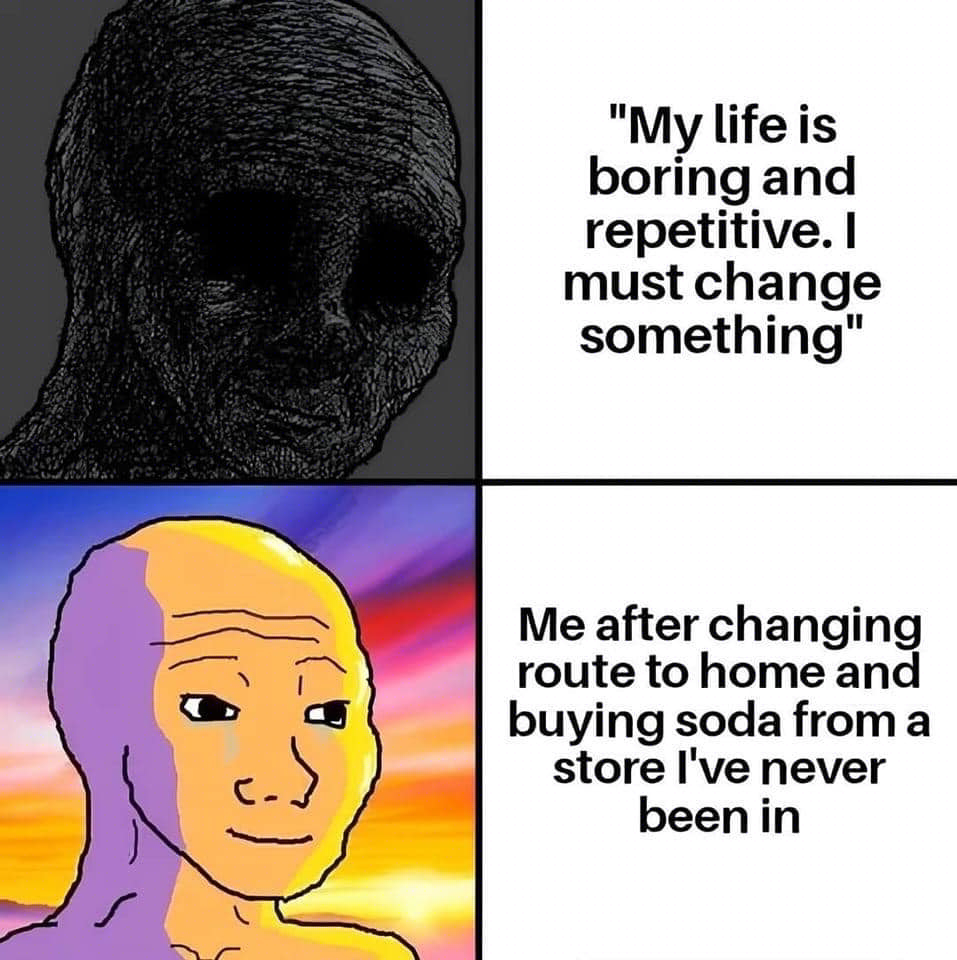 "My life is
boring and
repetitive. I
must change
something"
Me after changing
route to home and
buying soda from a
store I've never
been in